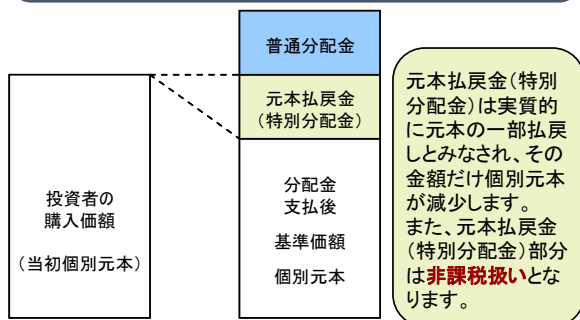 普通分配金
元本払戻金
(特別分配金)
投資者の
購入価額
(当初個別元本)
分配金
支払後
基準価額
個別元本
元本払戻金(特別
分配金)は実質的
に元本の一部払戻
しとみなされ、その
金額だけ個別元本
が減少します。
また、元本払戻金
(特別分配金)部分
は非課税扱いとな
ります。